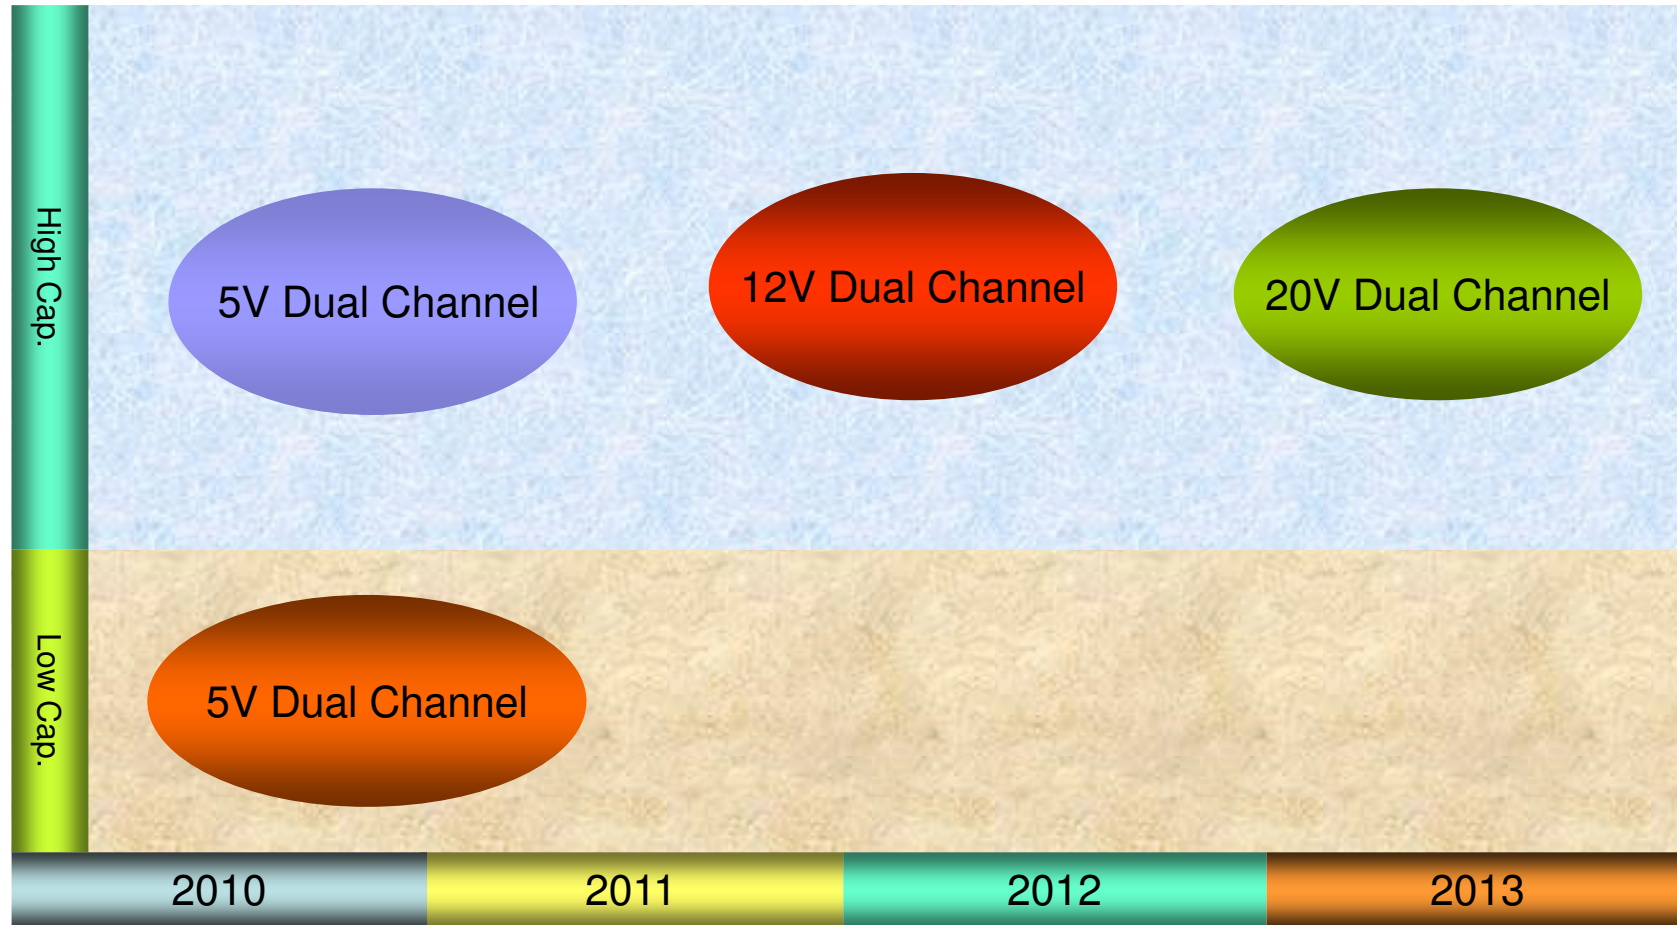 High Cap.
5V Dual Channel
12V Dual Channel
20V Dual Channel
Low Cap.
5V Dual Channel
2010
2011
2012
2013